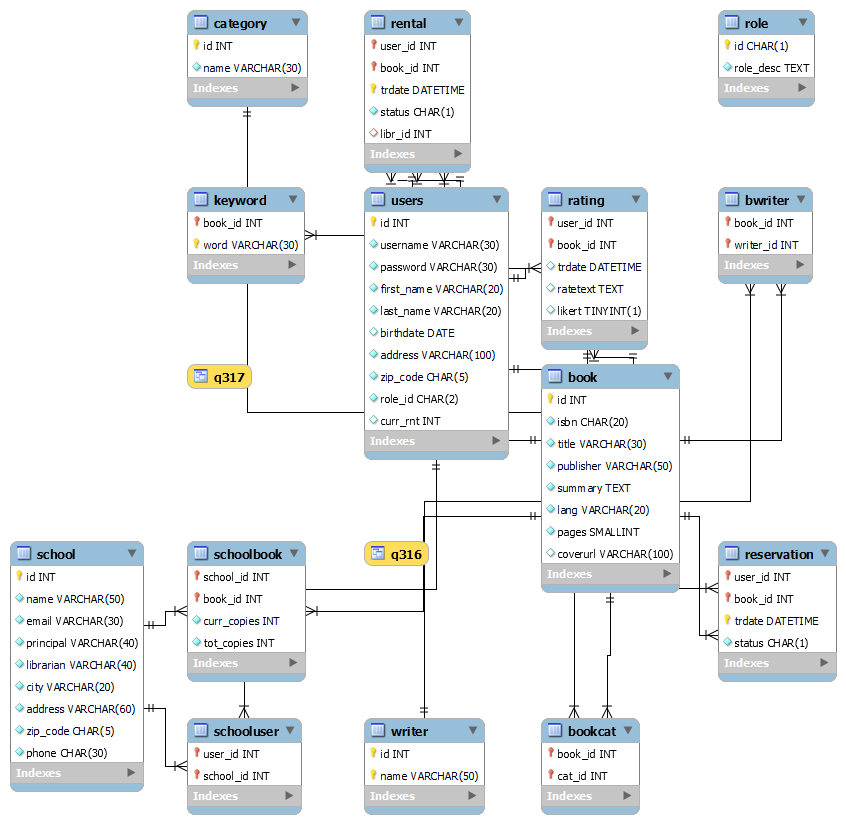 category
id INT
name VARCHAR(30)
Indexes
rental
user_id INT
book_id INT
trdate DATETIME
status CHAR(1)
libr_id INT
Indexes
role
id CHAR(1)
role_desc TEXT
Indexes
keyword
book_id INT
word VARCHAR(30)
Indexes
users
id INT
username VARCHAR(30)
password VARCHAR(30)
first_name VARCHAR(20)
last_name VARCHAR(20)
birthdate DATE
address VARCHAR(100)
zip_code CHAR(5)
role_id CHAR(2)
curr_rnt INT
Indexes
rating
user_id INT
book_id INT
trdate DATETIME
ratetext TEXT
likert TINYINT(1)
Indexes
bwriter
book_id INT
writer_id INT
Indexes
q317
book
id INT
isbn CHAR(20)
title VARCHAR(30)
publisher VARCHAR(50)
summary TEXT
lang VARCHAR(20)
pages SMALLINT
coverurl VARCHAR(100)
Indexes
school
id INT
name VARCHAR(50)
email VARCHAR(30)
principal VARCHAR(40)
librarian VARCHAR(40)
city VARCHAR(20)
address VARCHAR(60)
zip_code CHAR(5)
phone CHAR(30)
Indexes
schoolbook
school_id INT
book_id INT
curr_copies INT
tot_copies INT
Indexes
q316
reservation
user_id INT
book_id INT
trdate DATETIME
status CHAR(1)
Indexes
schooluser
user_id INT
school_id INT
Indexes
writer
id INT
name VARCHAR(50)
Indexes
bookcat
book_id INT
cat_id INT
Indexes